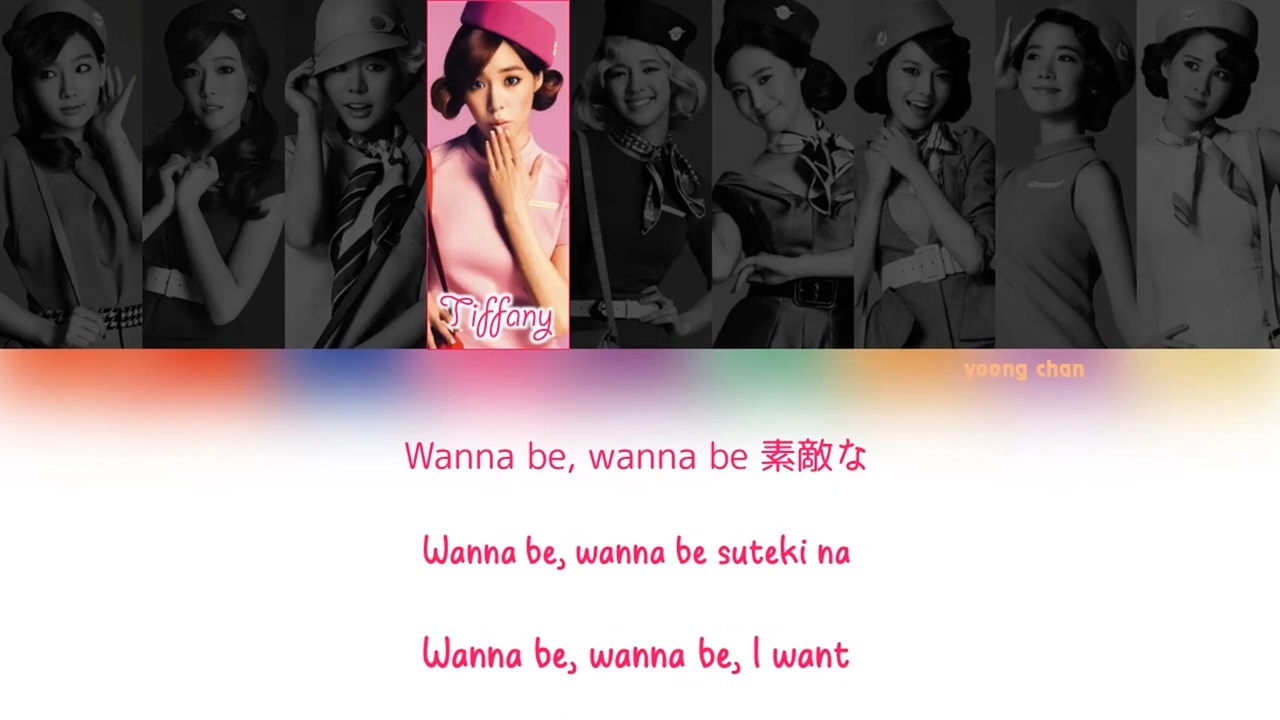 Tiffany
yoong chan
Wanna be, wanna be 素敵な
Wanna be, wanna be suteki na
Wanna be, wanna be, I want